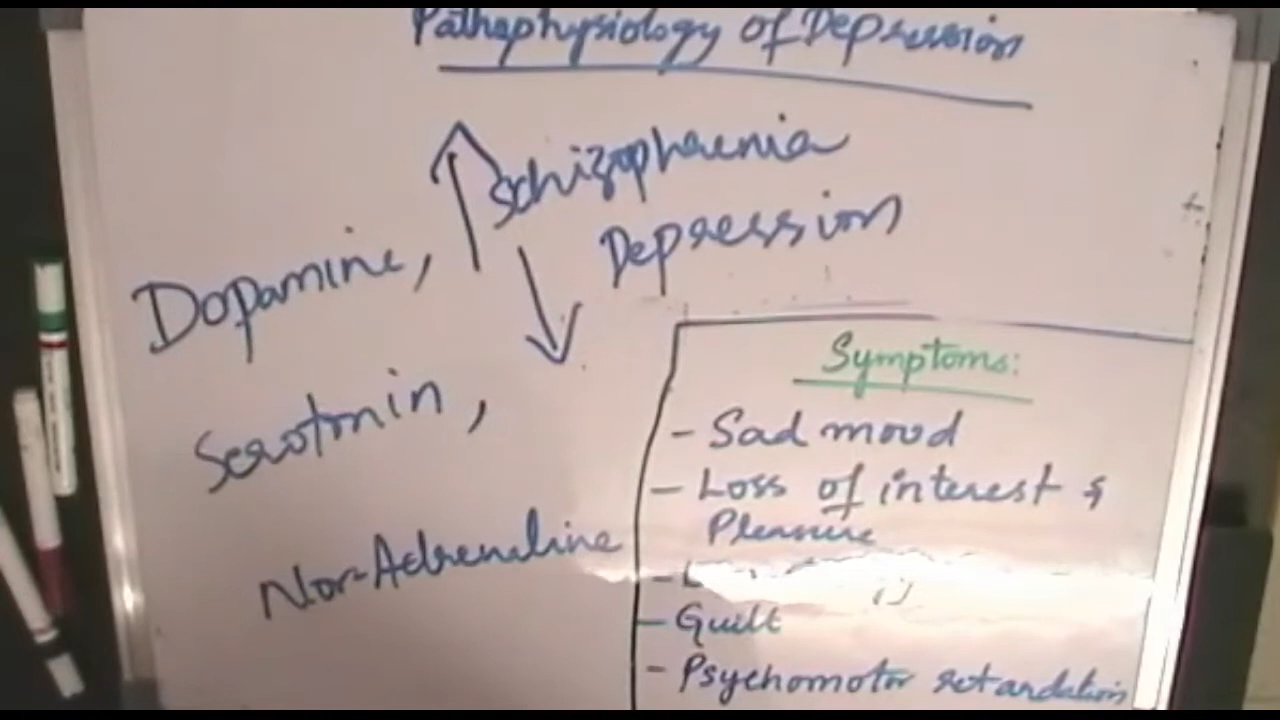 Pathophysiology of Depression
↑ Schizophrenia
↓ Depression
Dopamine,
Serotonin,
Nor-Adrenaline
Symptoms:
- Sad mood
- Loss of interest &
Pleasure
- L
- Guilt
- Psychomotor retardation